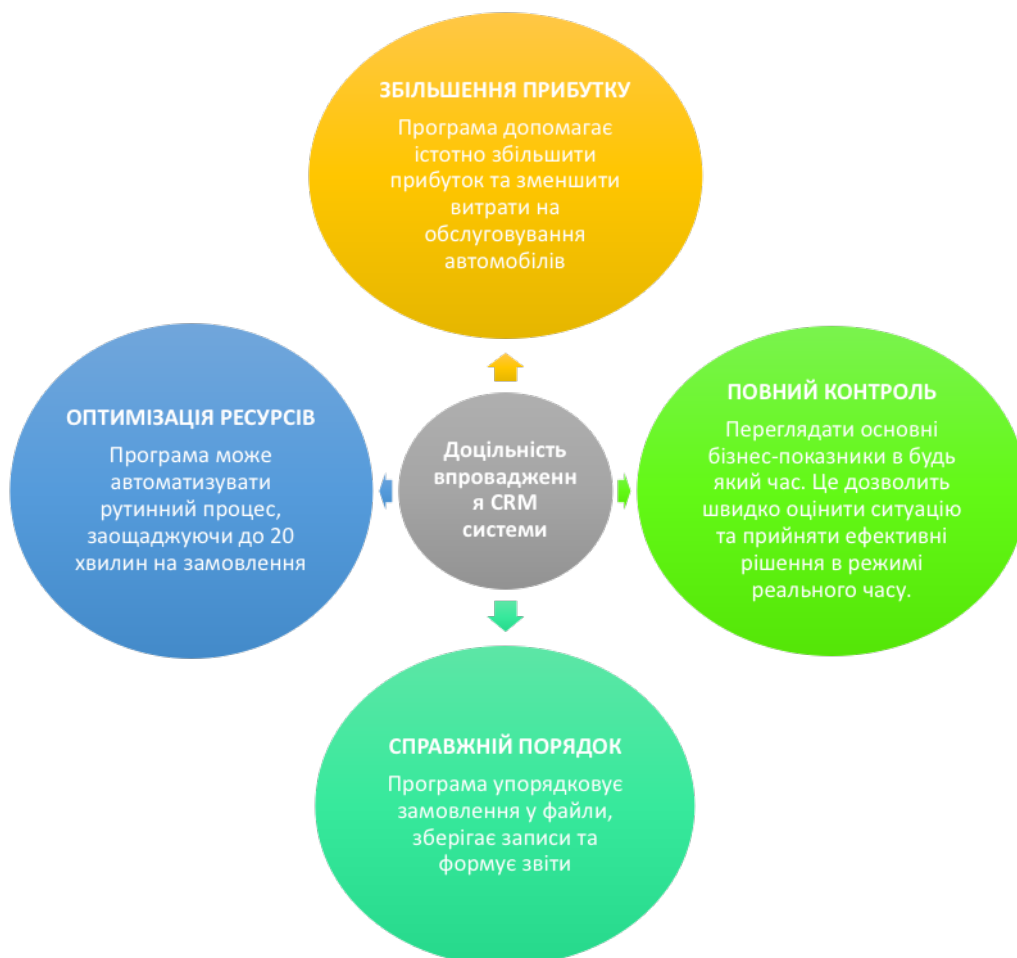 ЗБІЛЬШЕННЯ ПРИБУТКУ
Програма допомагає
істотно збільшити
прибуток та зменшити
витрати на
обслуговування
автомобілів
ОПТИМІЗАЦІЯ РЕСУРСІВ
Програма може
автоматизувати
рутинний процес,
заощаджуючи до 20
хвилин на замовлення
Доцільність
впровадженн
я CRM
системи
ПОВНИЙ КОНТРОЛЬ
Переглядати основні
бізнес-показники в будь
який час. Це дозволить
швидко оцінити ситуацію
та прийняти ефективні
рішення в режимі
реального часу.
СПРАВЖНІЙ ПОРЯДОК
Програма упорядковує
замовлення у файли,
зберігає записи та
формує звіти